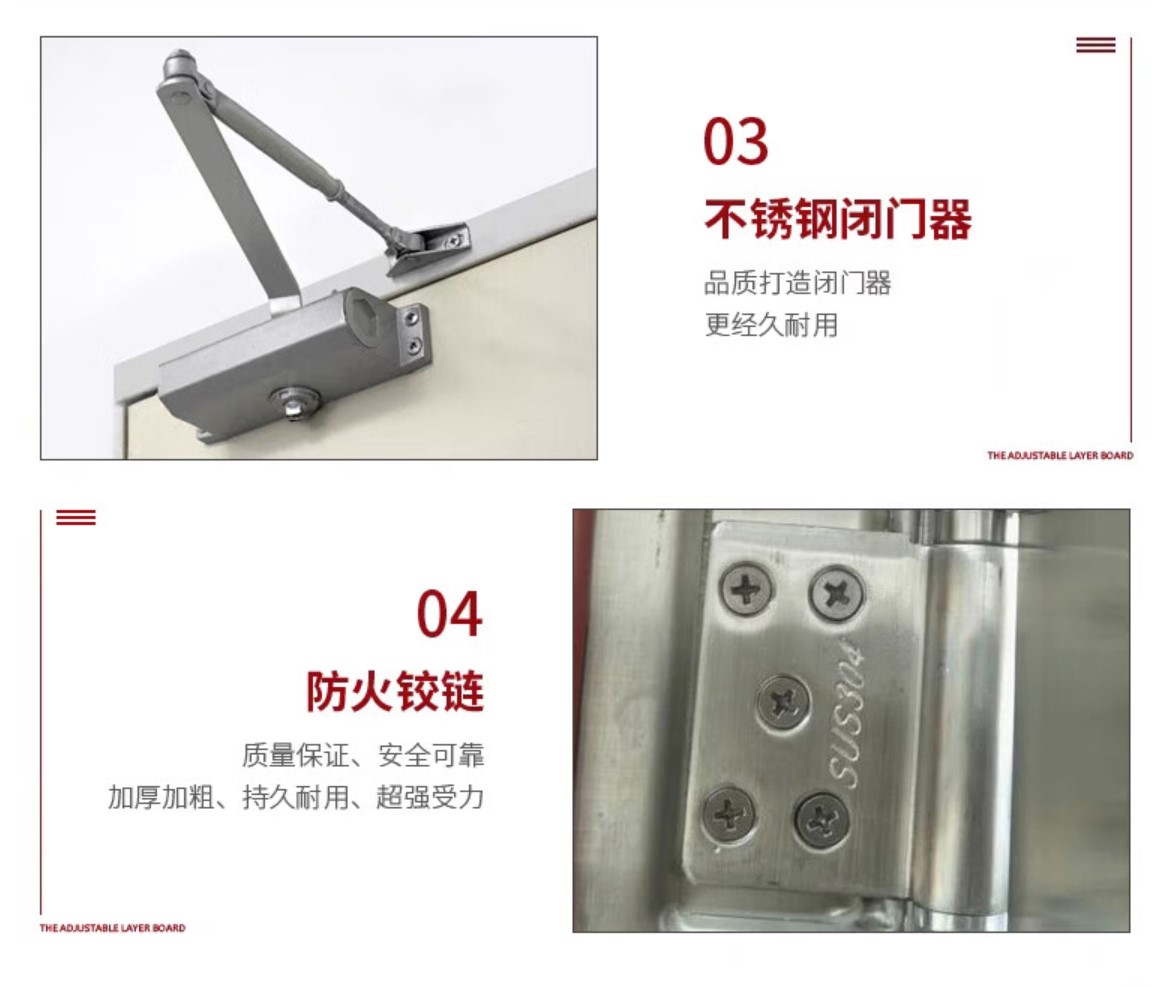 03
不锈钢闭门器
品质打造闭门器
更经久耐用
THE ADJUSTABLE LAYER BOARD
04
防火铰链
质量保证、安全可靠
加厚加粗、持久耐用、超强受力
SUS304
THE ADJUSTABLE LAYER BOARD